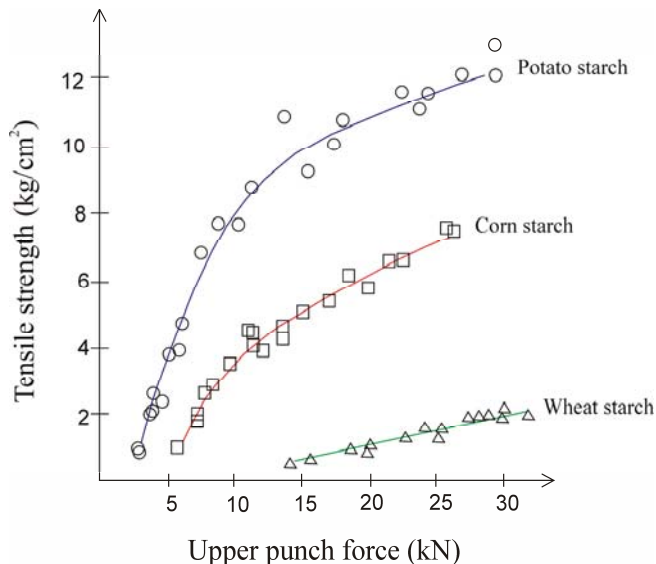 Potato starch
12
10
8
6
4
2
Tensile strength (kg/cm²)
Corn starch
Wheat starch
5 10 15 20 25 30
Upper punch force (kN)